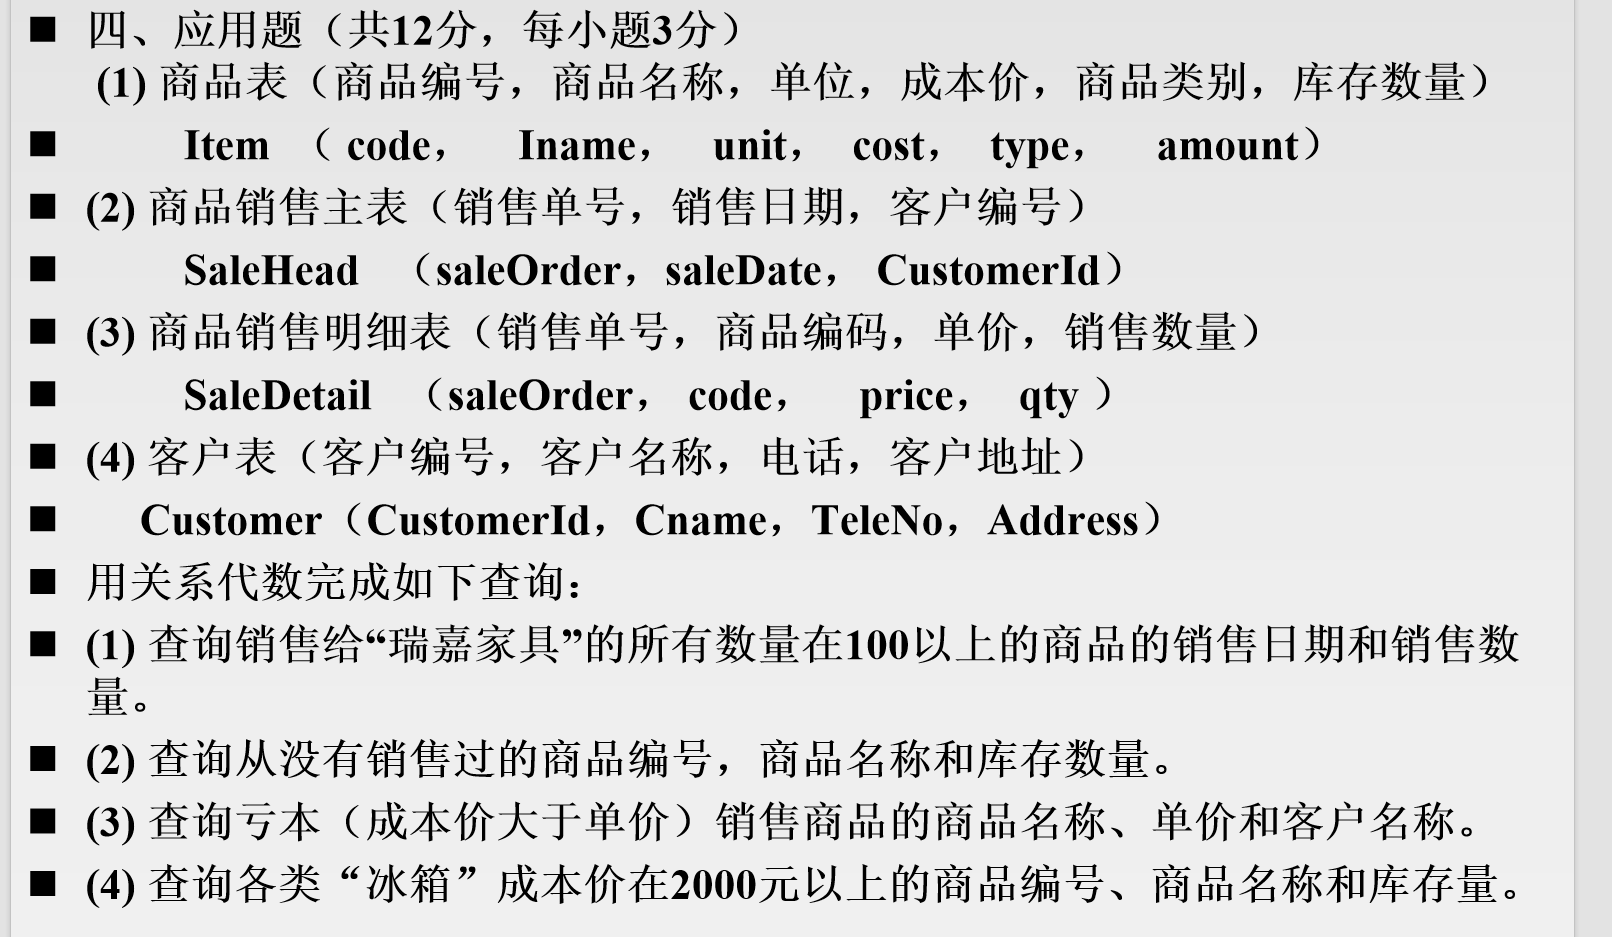 四、应用题（共12分，每小题3分）
(1) 商品表（商品编号，商品名称，单位，成本价，商品类别，库存数量）
Item （ code， Iname， unit， cost， type， amount）
(2) 商品销售主表（销售单号，销售日期，客户编号）
SaleHead （saleOrder，saleDate， CustomerId）
(3) 商品销售明细表（销售单号，商品编码，单价，销售数量）
SaleDetail （saleOrder， code， price， qty ）
(4) 客户表（客户编号，客户名称，电话，客户地址）
Customer（CustomerId，Cname，TeleNo，Address）
用关系代数完成如下查询：
(1) 查询销售给“瑞嘉家具”的所有数量在100以上的商品的销售日期和销售数
量。
(2) 查询从没有销售过的商品编号，商品名称和库存数量。
(3) 查询亏本（成本价大于单价）销售商品的商品名称、单价和客户名称。
(4) 查询各类“冰箱”成本价在2000元以上的商品编号、商品名称和库存量。